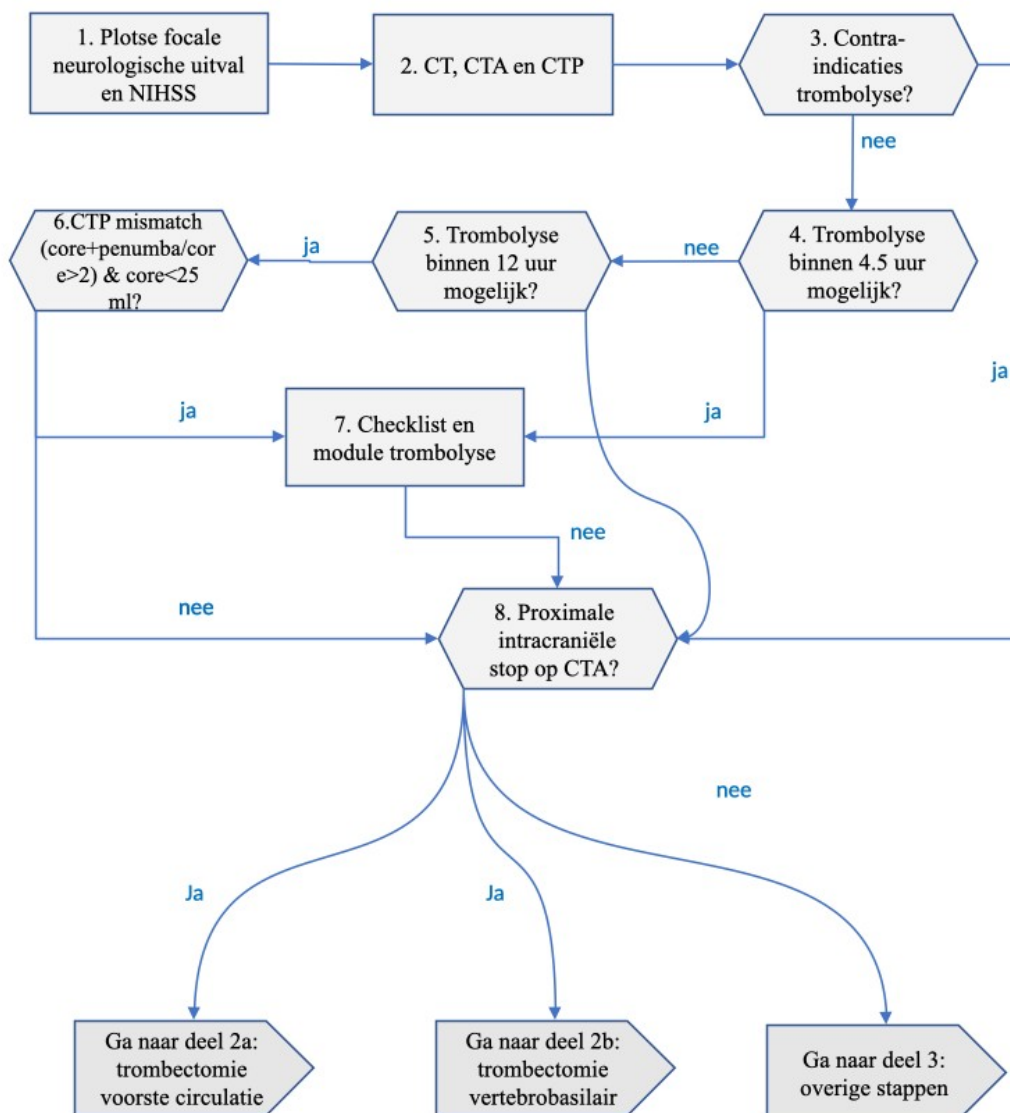 1. Plotse focale
neurologische uitval
en NIHSS
2. CT, CTA en CTP
3. Contra-
indicaties
trombolyse?
nee
6.CTP mismatch
(core+penumba/cor
e>2) & core<25
ml?
ja
5. Trombolyse
binnen 12 uur
mogelijk?
nee
4. Trombolyse
binnen 4.5 uur
mogelijk?
ja
ja
7. Checklist en
module trombolyse
ja
nee
nee
8. Proximale
intracraniële
stop op CTA?
nee
Ja
Ja
Ga naar deel 2a:
trombectomie
voorste circulatie
Ga naar deel 2b:
trombectomie
vertebrobasilair
Ga naar deel 3:
overige stappen